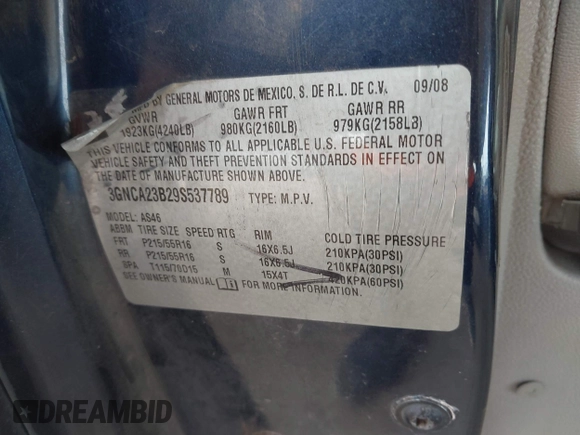 BY GENERAL MOTORS DE MEXICO, S. DE R.L. DE C.V. 09/08
GVWR GAWR FRT GAWR RR
1923KG(4240LB) 980KG(2160LB) 979KG(2158LB)
THIS VEHICLE CONFORMS TO ALL APPLICABLE U.S. FEDERAL MOTOR
VEHICLE SAFETY AND THEFT PREVENTION STANDARDS IN EFFECT ON
THE DATE OF MANUFACTURE SHOWN ABOVE.
3GNCA23B29S537789 TYPE: M.P.V.
MODEL: AS46
ABBM TIRE SIZE SPEED RTG RIM COLD TIRE PRESSURE
FRT P215/55R16 S 16X6.5J 210KPA(30PSI)
RR P215/55R16 S 16X6.5J 210KPA(30PSI)
SPA T115/70D15 M 15X4T 420KPA(60PSI)
SEE OWNER'S MANUAL FOR MORE INFORMATION.
DREAMBID